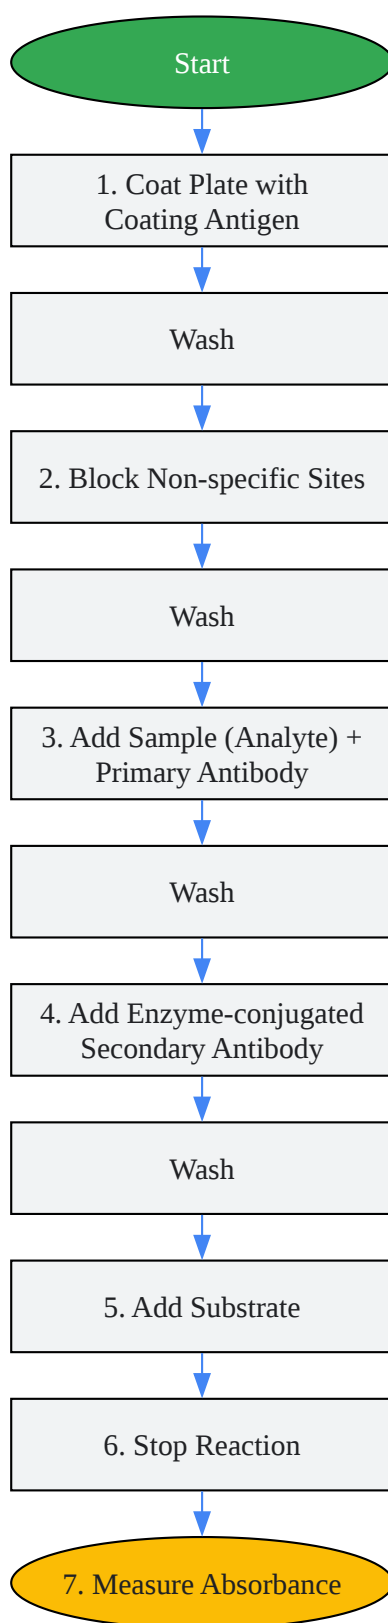 Start
1. Coat Plate with
Coating Antigen
Wash
2. Block Non-specific Sites
Wash
3. Add Sample (Analyte) +
Primary Antibody
Wash
4. Add Enzyme-conjugated
Secondary Antibody
Wash
5. Add Substrate
6. Stop Reaction
7. Measure Absorbance